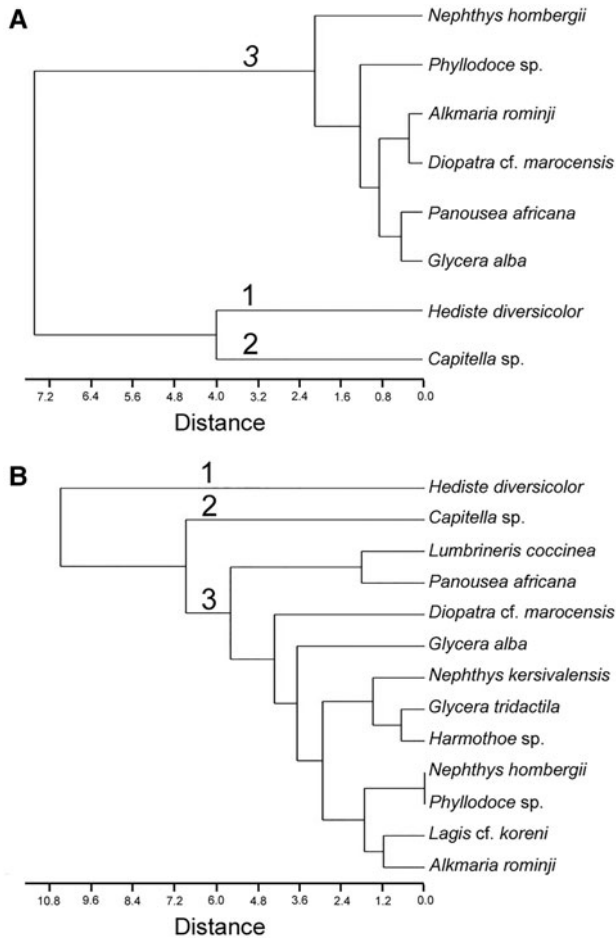 A
Nephthys hombergii
3
Phyllodoce sp.
Alkmaria rominji
Diopatra cf. marocensis
Panousea africana
Glycera alba
1
Hediste diversicolor
2
Capitella sp.
7.2 6.4 5.6 4.8 4.0 3.2 2.4 1.6 0.8 0.0
Distance
B
1
Hediste diversicolor
2
Capitella sp.
Lumbrineris coccinea
Panousea africana
3
Diopatra cf. marocensis
Glycera alba
Nephthys kersivalensis
Glycera tridactila
Harmothoe sp.
Nephthys hombergii
Phyllodoce sp.
Lagis cf. koreni
Alkmaria rominji
10.8 9.6 8.4 7.2 6.0 4.8 3.6 2.4 1.2 0.0
Distance